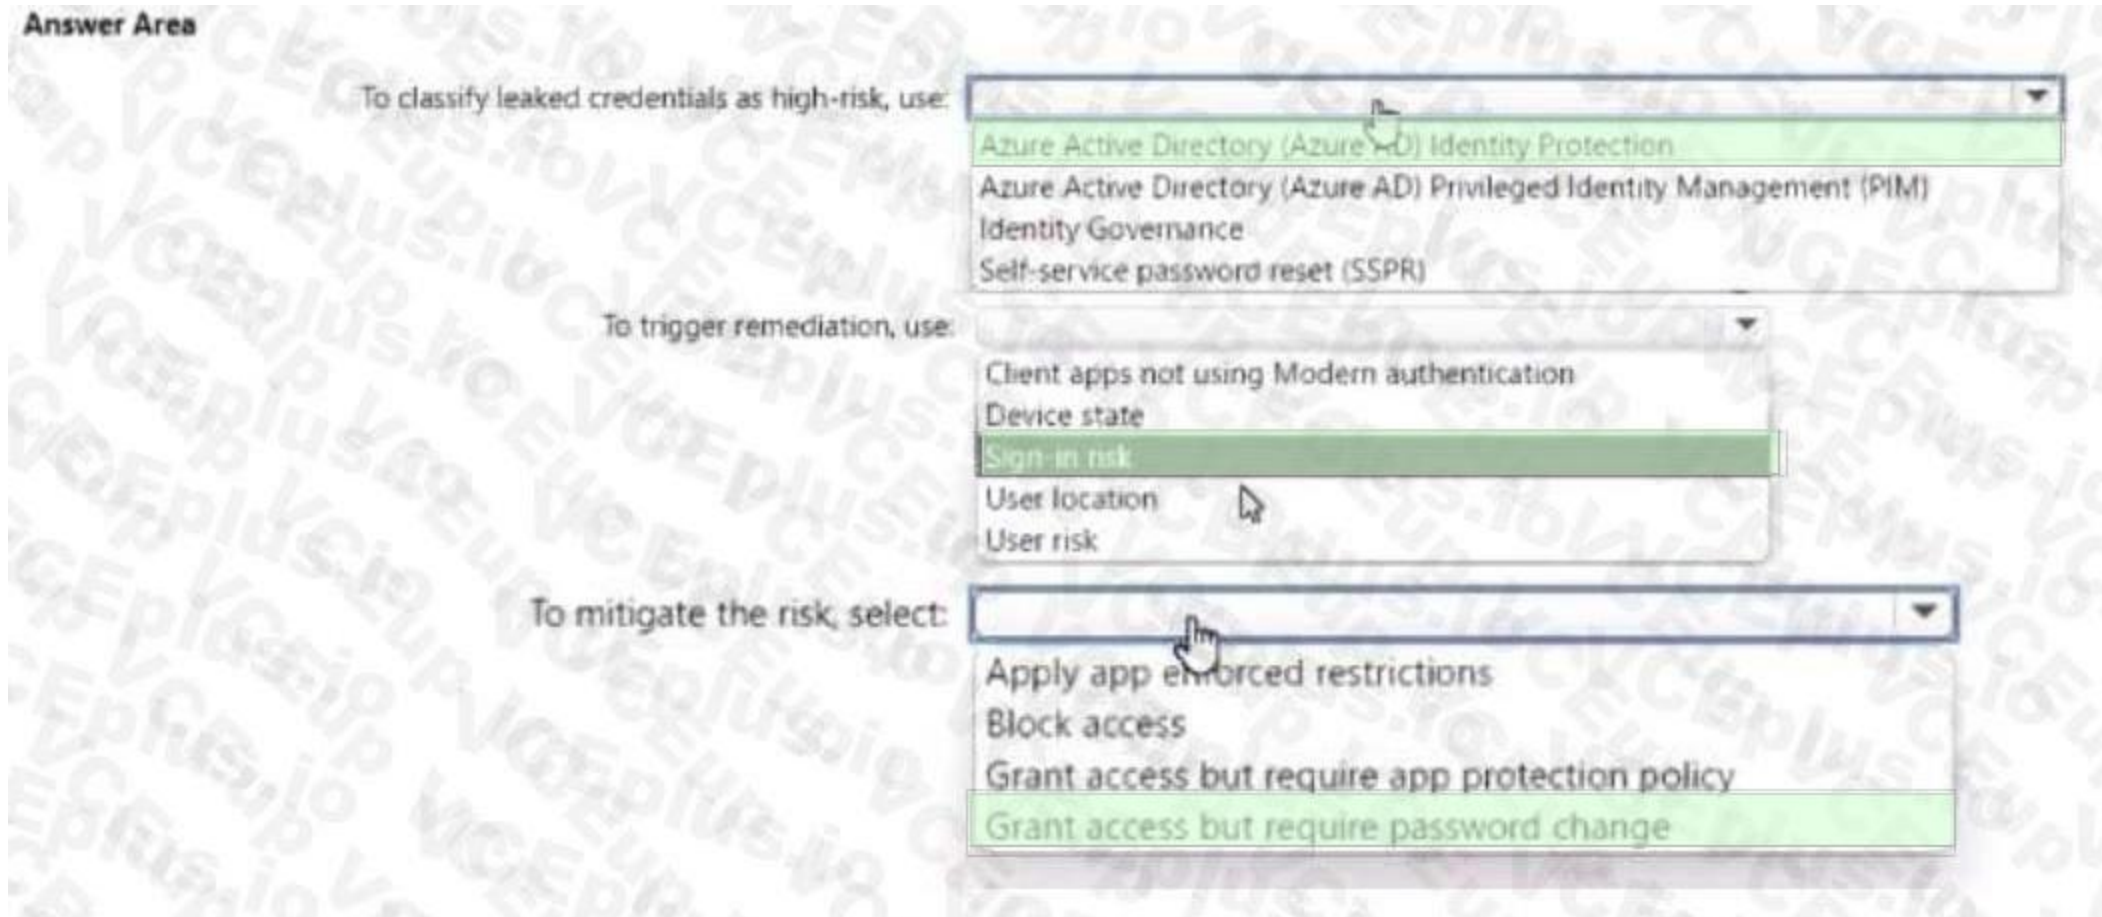 Answer Area
To classify leaked credentials as high-risk, use:
Azure Active Directory (Azure AD) Identity Protection
Azure Active Directory (Azure AD) Privileged Identity Management (PIM)
Identity Governance
Self-service password reset (SSPR)
To trigger remediation, use:
Client apps not using Modern authentication
Device state
Sign-in risk
User location
User risk
To mitigate the risk, select:
Apply app enforced restrictions
Block access
Grant access but require app protection policy
Grant access but require password change